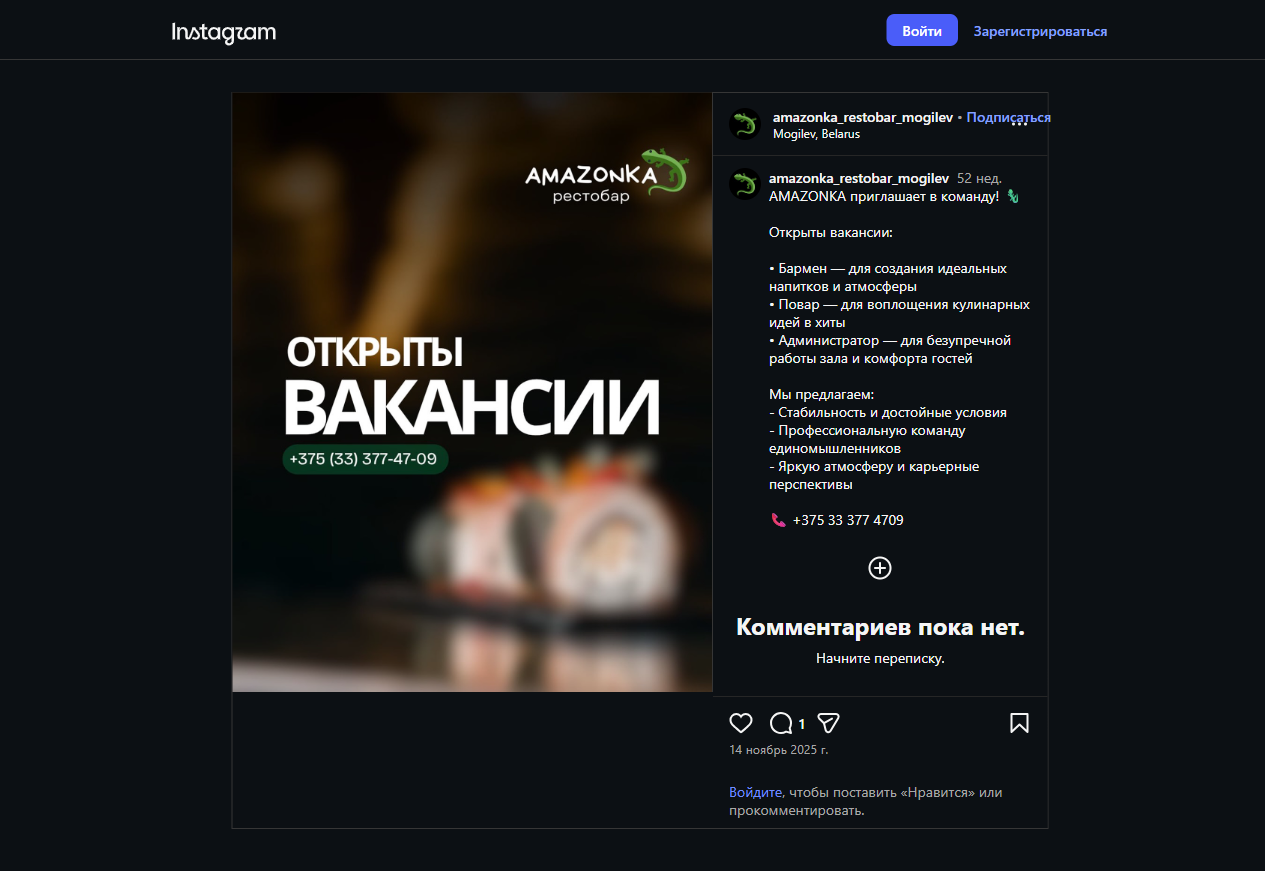 Instagram
Войти
Зарегистрироваться
AMAZONKA
рестобар
ОТКРЫТЫ
ВАКАНСИИ
+375 (33) 377-47-09
amazonka_restobar_mogilev • Подписаться
Mogilev, Belarus
amazonka_restobar_mogilev 52 нед.
AMAZONKA приглашает в команду! 🦎
Открыты вакансии:
• Бармен — для создания идеальных
напитков и атмосферы
• Повар — для воплощения кулинарных
идей в хиты
• Администратор — для безупречной
работы зала и комфорта гостей
Мы предлагаем:
- Стабильность и достойные условия
- Профессиональную команду
единомышленников
- Яркую атмосферу и карьерные
перспективы
📞 +375 33 377 4709
Комментариев пока нет.
Начните переписку.
1
14 ноябрь 2025 г.
Войдите, чтобы поставить «Нравится» или
прокомментировать.